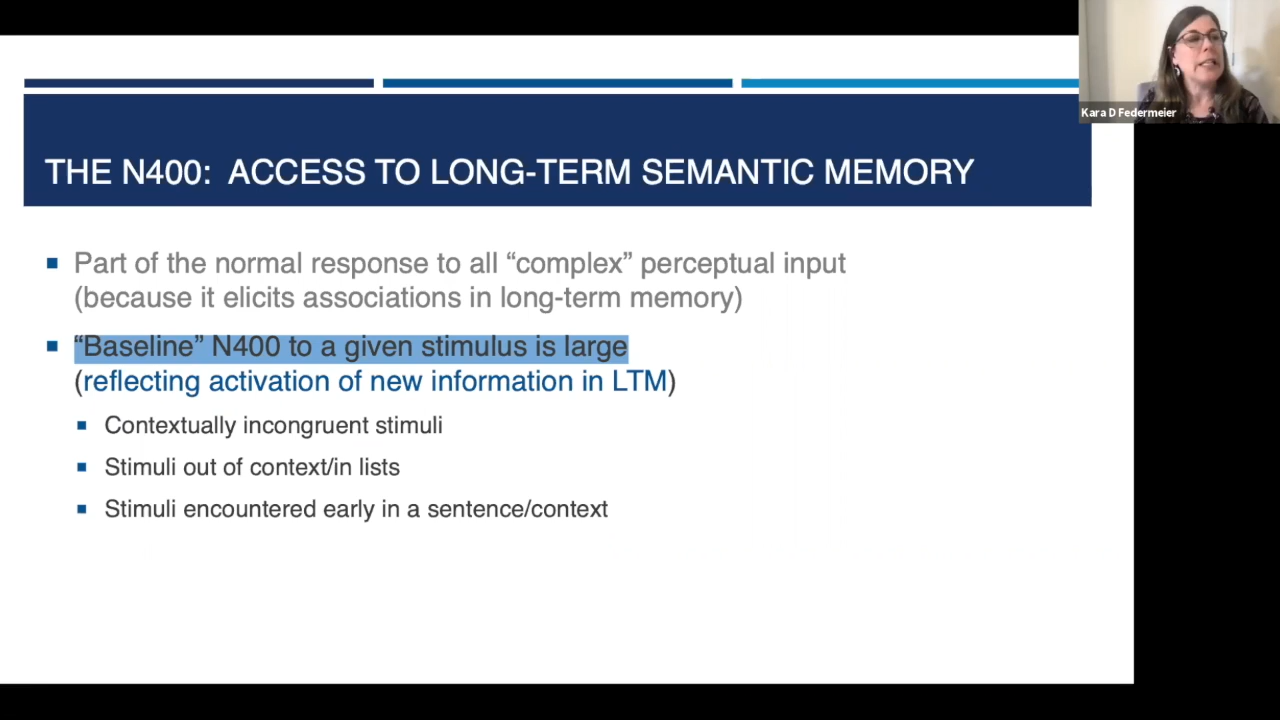 Kara D Federmeier
THE N400: ACCESS TO LONG-TERM SEMANTIC MEMORY
Part of the normal response to all “complex” perceptual input
(because it elicits associations in long-term memory)
“Baseline” N400 to a given stimulus is large
(reflecting activation of new information in LTM)
Contextually incongruent stimuli
Stimuli out of context/in lists
Stimuli encountered early in a sentence/context